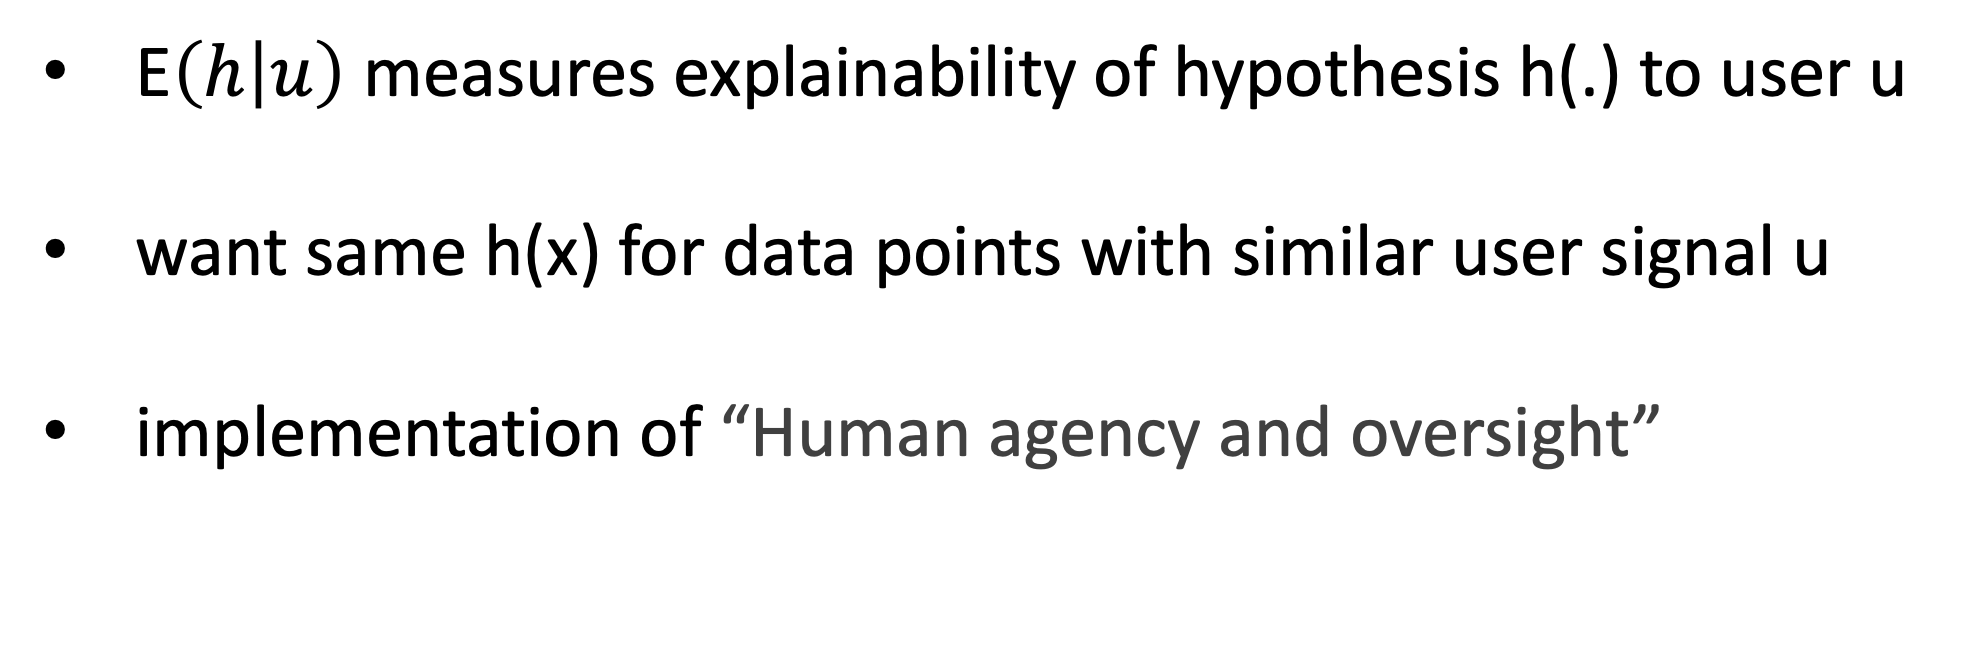 • E(h|u) measures explainability of hypothesis h(.) to user u
• want same h(x) for data points with similar user signal u
• implementation of “Human agency and oversight”